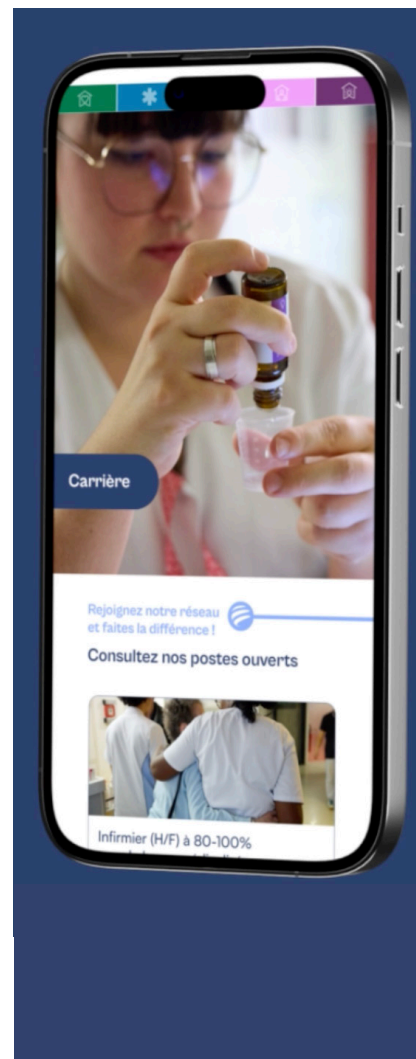 Carrière
Rejoignez notre réseau
et faites la différence !
Consultez nos postes ouverts
Infirmier (H/F) à 80-100%